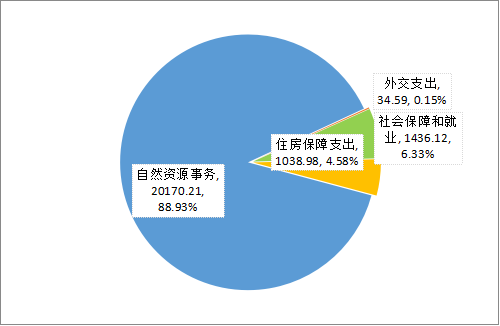 外交支出,
34.59, 0.15%
社会保障和就
业, 1436.12,
6.33%
住房保障支出,
1038.98, 4.58%
自然资源事务,
20170.21,
88.93%